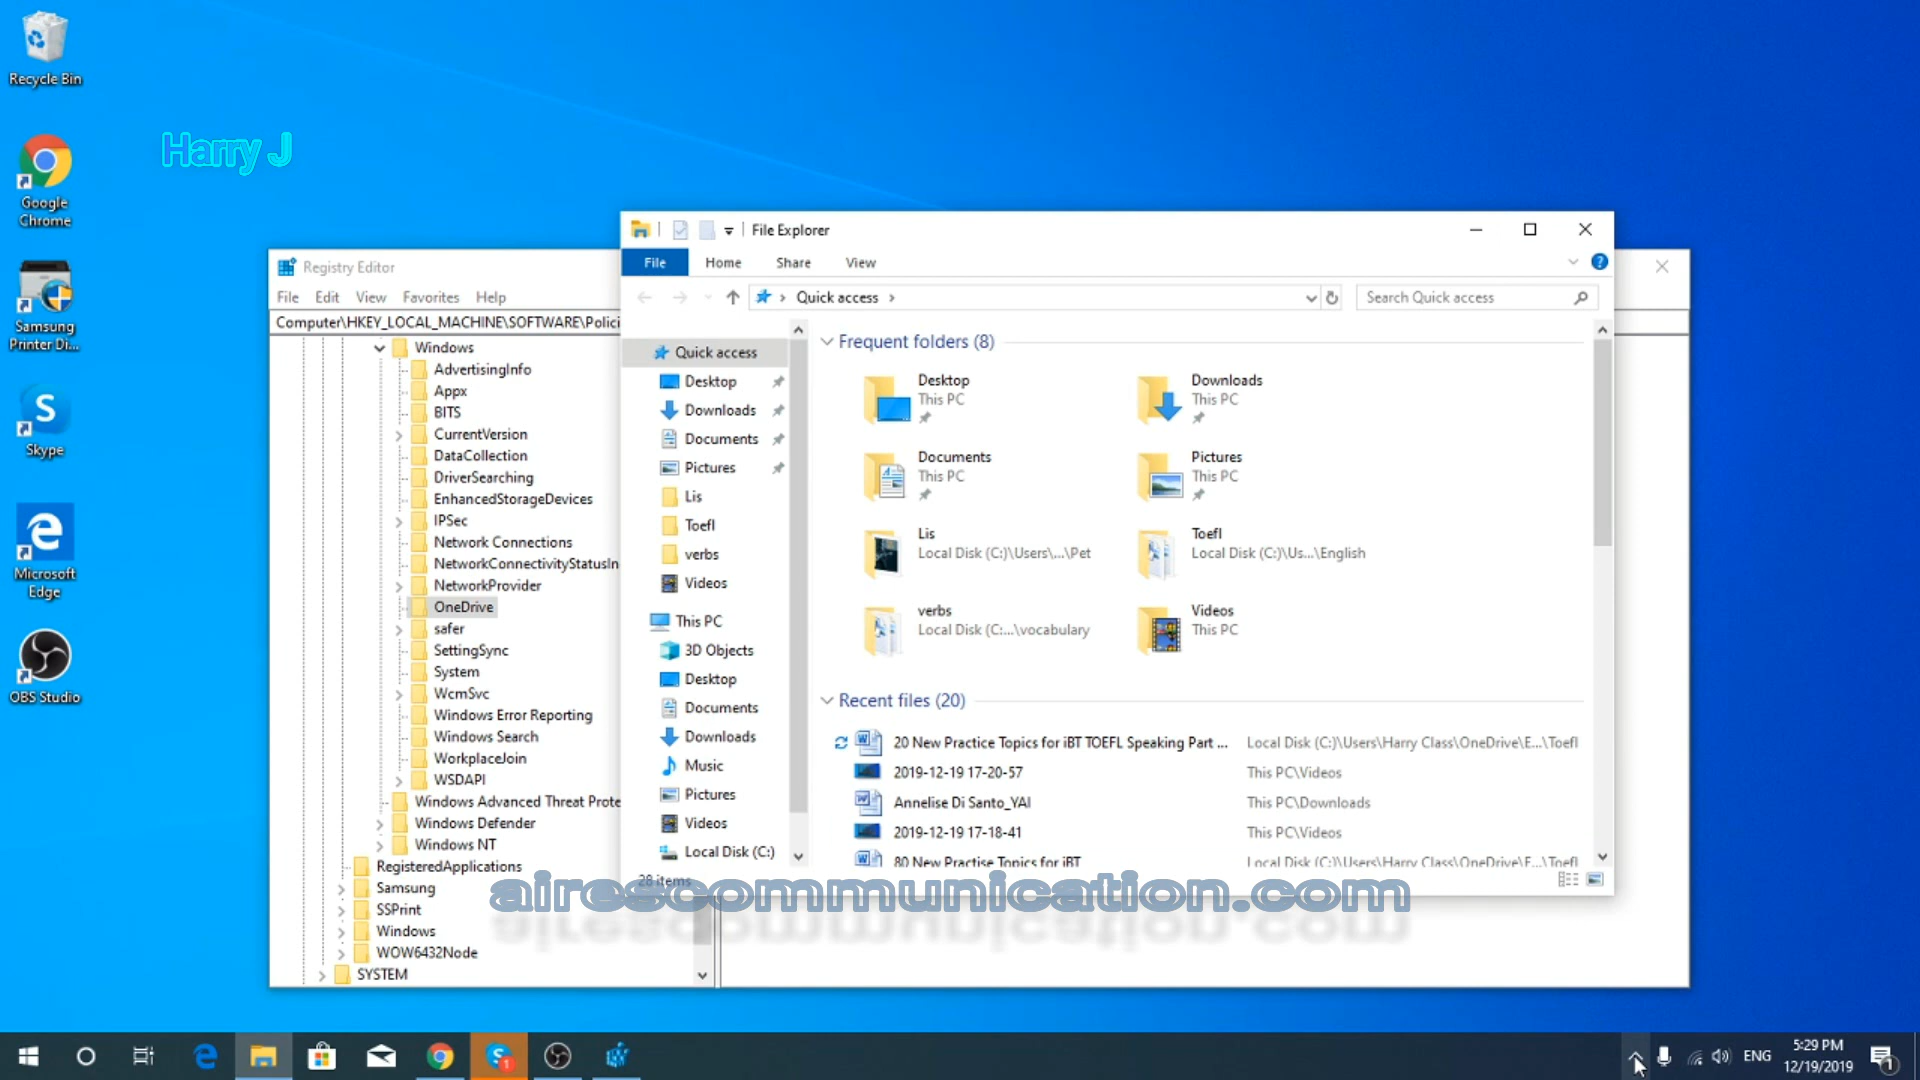 Recycle Bin
Harry J
Google
Chrome
Samsung
Printer Di...
Skype
Microsoft
Edge
OBS Studio
Registry Editor
File Edit View Favorites Help
Computer\HKEY_LOCAL_MACHINE\SOFTWARE\Polici
Windows
AdvertisingInfo
Appx
BITS
CurrentVersion
DataCollection
DriverSearching
EnhancedStorageDevices
IPSec
Network Connections
NetworkConnectivityStatusIn
NetworkProvider
OneDrive
safer
SettingSync
System
WcmSvc
Windows Error Reporting
Windows Search
WorkplaceJoin
WSDAPI
Windows Advanced Threat Prote
Windows Defender
Windows NT
RegisteredApplications
Samsung
SSPrint
Windows
WOW6432Node
SYSTEM
File Explorer
File Home Share View
Quick access
Search Quick access
Quick access
Desktop
Downloads
Documents
Pictures
Lis
Toefl
verbs
Videos
This PC
3D Objects
Desktop
Documents
Downloads
Music
Pictures
Videos
Local Disk (C:)
Frequent folders (8)
Desktop
This PC
Downloads
This PC
Documents
This PC
Pictures
This PC
Lis
Local Disk (C:)\Users\...\Pet
Toefl
Local Disk (C:)\Us...\English
verbs
Local Disk (C:...\vocabulary
Videos
This PC
Recent files (20)
20 New Practice Topics for iBT TOEFL Speaking Part ... Local Disk (C:)\Users\Harry Class\OneDrive\E...\Toefl
2019-12-19 17-20-57 This PC\Videos
Annelise Di Santo_YAI This PC\Downloads
2019-12-19 17-18-41 This PC\Videos
80 New Practise Topics for iBT Local Disk (C:)\Users\Harry Class\OneDrive\E...\Toefl
28 items
airescommunication.com
ENG
5:29 PM
12/19/2019
1
1